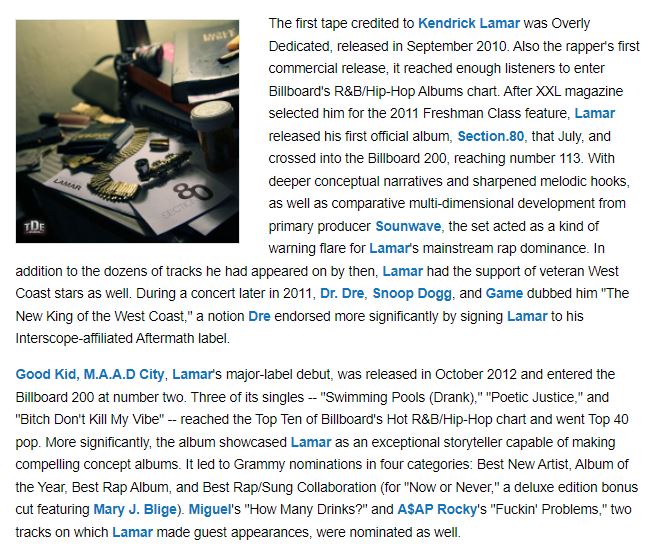 The first tape credited to Kendrick Lamar was Overly
Dedicated, released in September 2010. Also the rapper's first
commercial release, it reached enough listeners to enter
Billboard's R&B/Hip-Hop Albums chart. After XXL magazine
selected him for the 2011 Freshman Class feature, Lamar
released his first official album, Section.80, that July, and
crossed into the Billboard 200, reaching number 113. With
deeper conceptual narratives and sharpened melodic hooks,
as well as comparative multi-dimensional development from
primary producer Sounwave, the set acted as a kind of
warning flare for Lamar's mainstream rap dominance. In
addition to the dozens of tracks he had appeared on by then, Lamar had the support of veteran West
Coast stars as well. During a concert later in 2011, Dr. Dre, Snoop Dogg, and Game dubbed him "The
New King of the West Coast," a notion Dre endorsed more significantly by signing Lamar to his
Interscope-affiliated Aftermath label.
Good Kid, M.A.A.D City, Lamar's major-label debut, was released in October 2012 and entered the
Billboard 200 at number two. Three of its singles -- "Swimming Pools (Drank)," "Poetic Justice," and
"Bitch Don't Kill My Vibe" -- reached the Top Ten of Billboard's Hot R&B/Hip-Hop chart and went Top 40
pop. More significantly, the album showcased Lamar as an exceptional storyteller capable of making
compelling concept albums. It led to Grammy nominations in four categories: Best New Artist, Album of
the Year, Best Rap Album, and Best Rap/Sung Collaboration (for "Now or Never," a deluxe edition bonus
cut featuring Mary J. Blige). Miguel's "How Many Drinks?" and A$AP Rocky's "Fuckin' Problems," two
tracks on which Lamar made guest appearances, were nominated as well.
LAMAR
SECTION
80
TDE